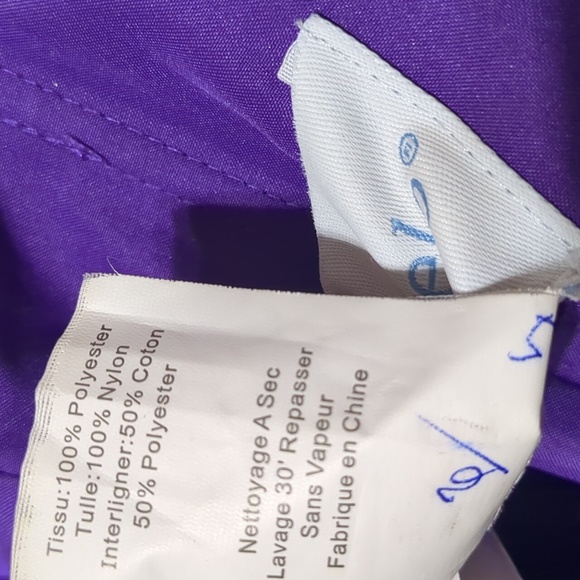 Tissu:100% Polyester
Tulle:100% Nylon
Interligner:50% Coton
50% Polyester
Nettoyage A Sec
Lavage 30' Repasser
Sans Vapeur
Fabrique en Chine